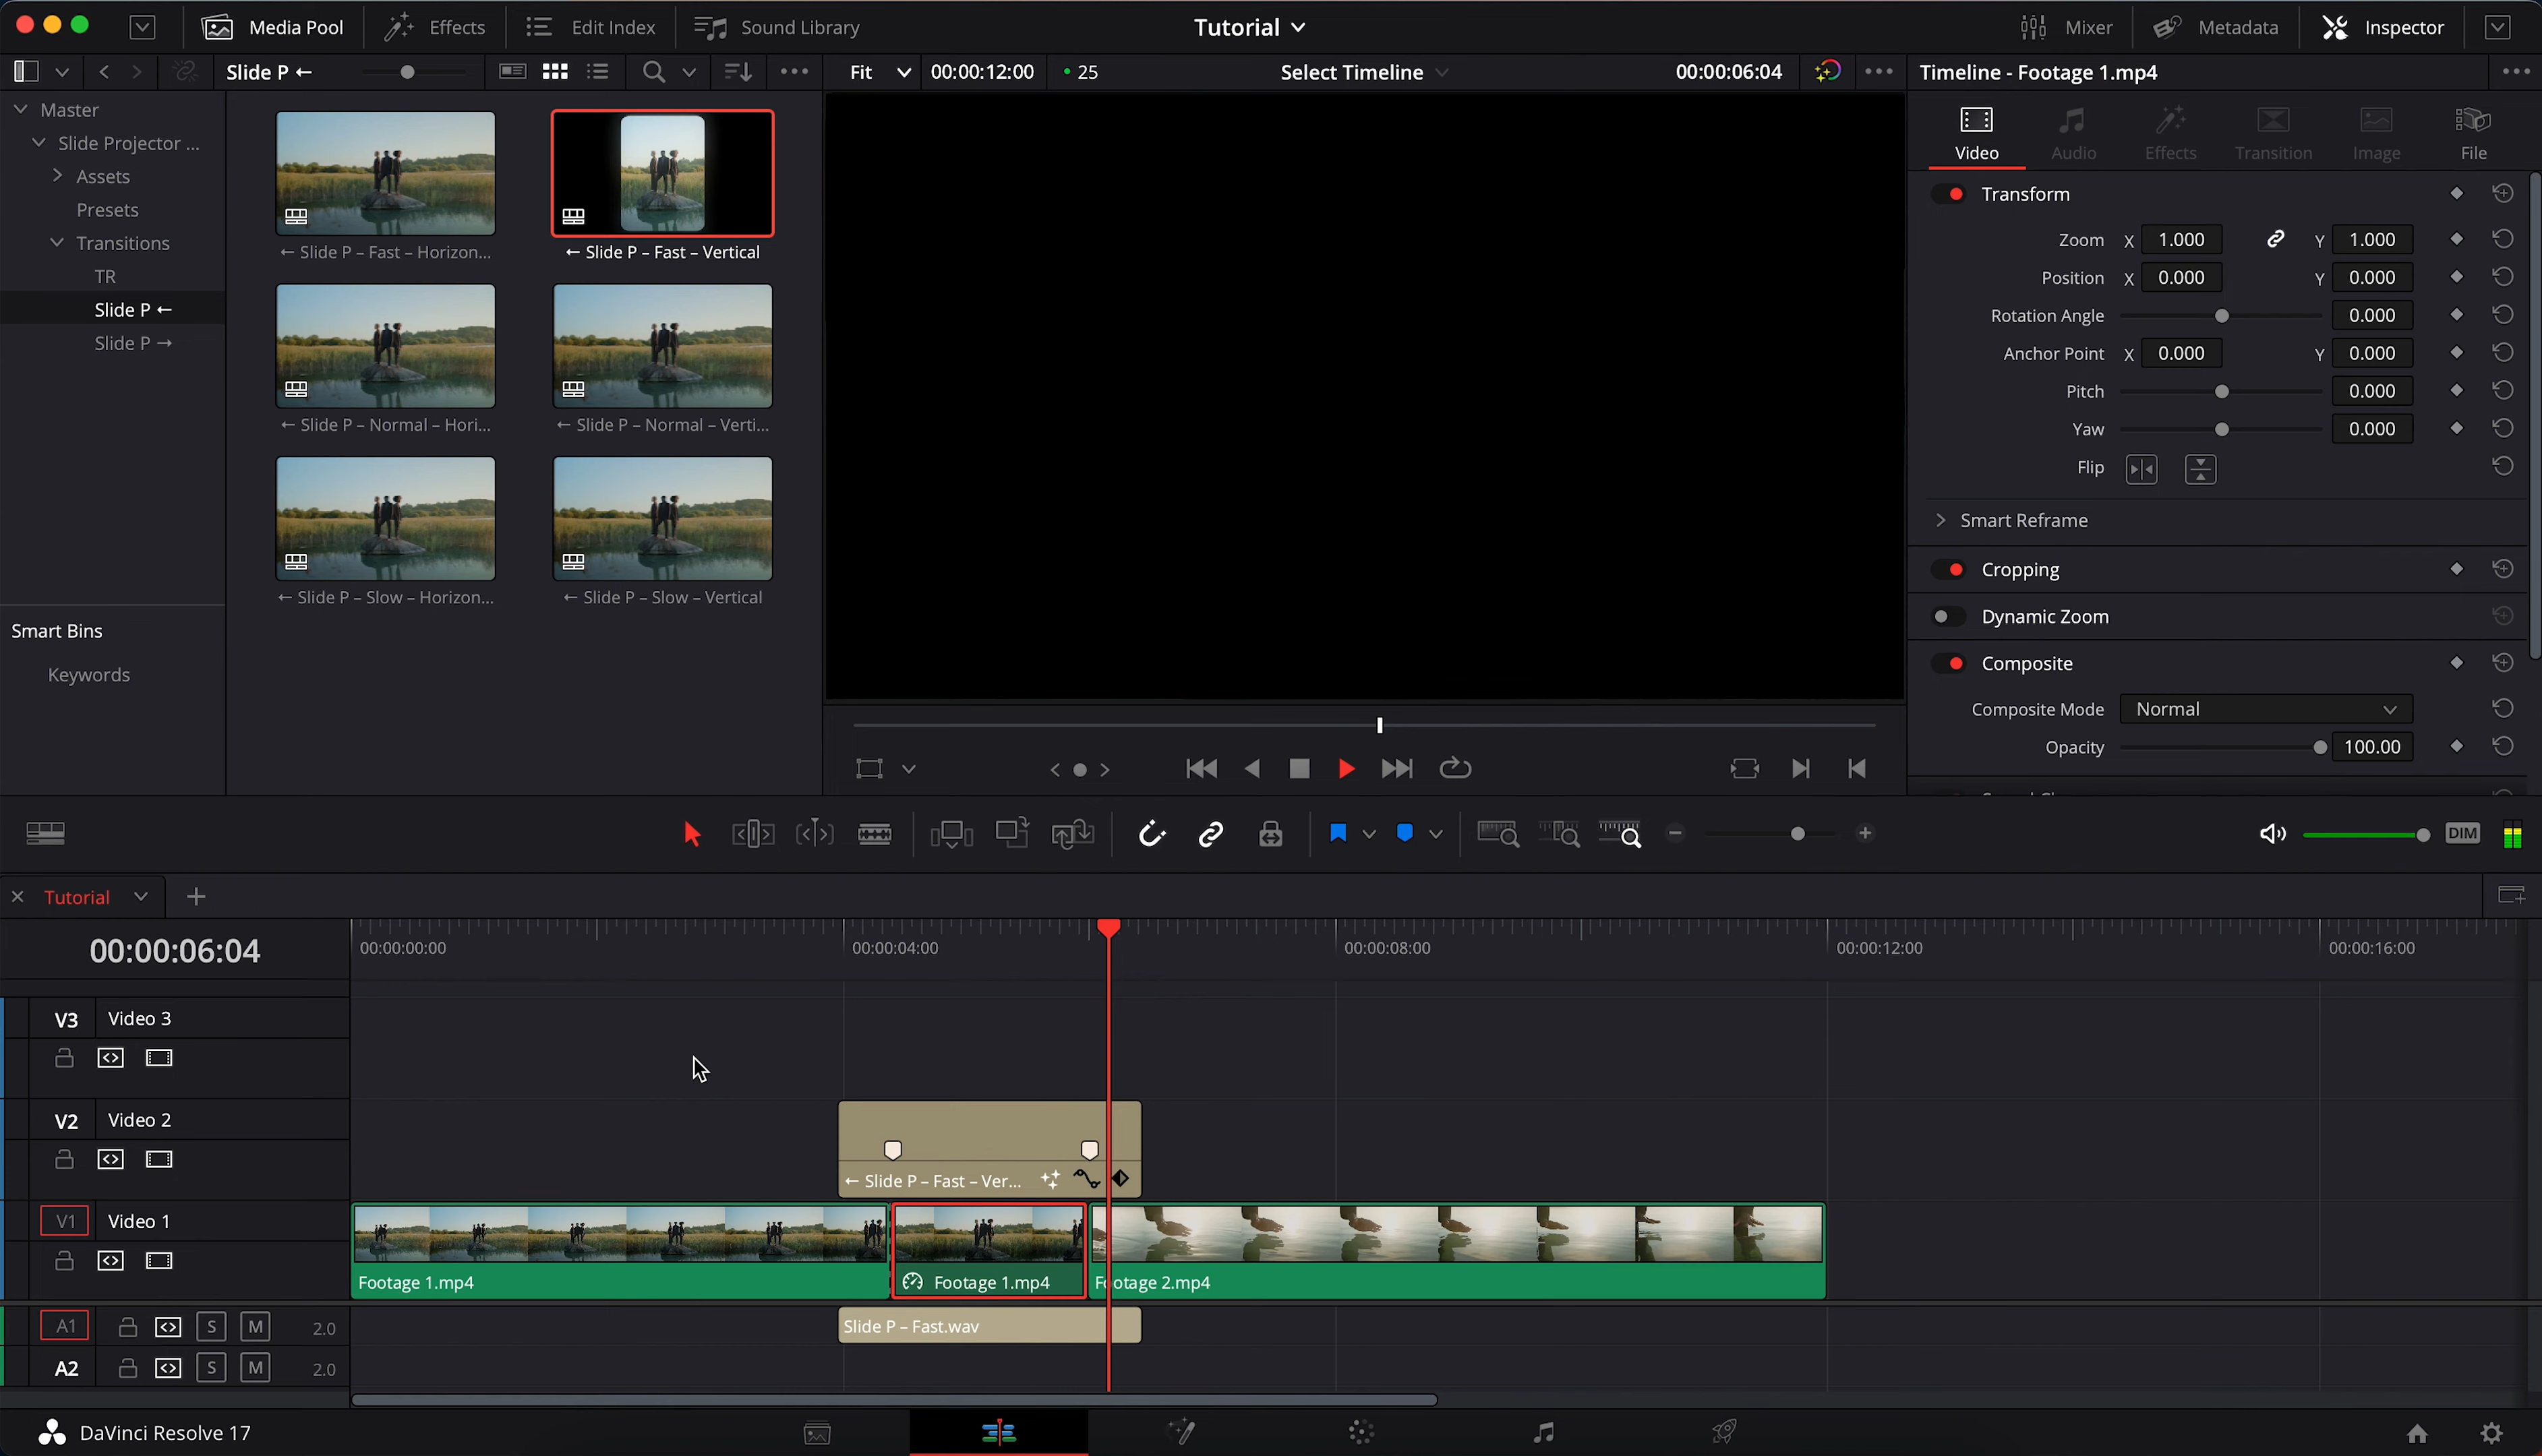 Media Pool
Effects
Edit Index
Sound Library
Tutorial
Mixer
Metadata
Inspector
Slide P ←
Fit
00:00:12:00
25
Select Timeline
00:00:06:04
Timeline - Footage 1.mp4
Master
Slide Projector ...
Assets
Presets
Transitions
TR
Slide P ←
Slide P →
Smart Bins
Keywords
← Slide P – Fast – Horizon...
← Slide P – Fast – Vertical
← Slide P – Normal – Hori...
← Slide P – Normal – Verti...
← Slide P – Slow – Horizon...
← Slide P – Slow – Vertical
Video
Audio
Effects
Transition
Image
File
Transform
Zoom X 1.000 Y 1.000
Position X 0.000 Y 0.000
Rotation Angle 0.000
Anchor Point X 0.000 Y 0.000
Pitch 0.000
Yaw 0.000
Flip
Smart Reframe
Cropping
Dynamic Zoom
Composite
Composite Mode Normal
Opacity 100.00
DIM
Tutorial
00:00:06:04
00:00:00:00
00:00:04:00
00:00:08:00
00:00:12:00
00:00:16:00
V3 Video 3
V2 Video 2
← Slide P – Fast – Ver...
V1 Video 1
Footage 1.mp4
Footage 1.mp4
Footage 2.mp4
A1 S M 2.0
Slide P – Fast.wav
A2 S M 2.0
DaVinci Resolve 17